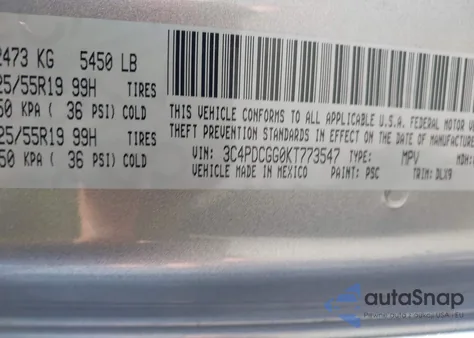 2473 KG 5450 LB
25/55R19 99H TIRES
50 KPA ( 36 PSI) COLD
25/55R19 99H TIRES
50 KPA ( 36 PSI) COLD
THIS VEHICLE CONFORMS TO ALL APPLICABLE U.S.A. FEDERAL MOTOR
THEFT PREVENTION STANDARDS IN EFFECT ON THE DATE OF MANUFA
VIN: 3C4PDCGG0KT773547 TYPE: MPV MDH:
VEHICLE MADE IN MEXICO PAINT: PSC TRIM: DLX9
autoSnap